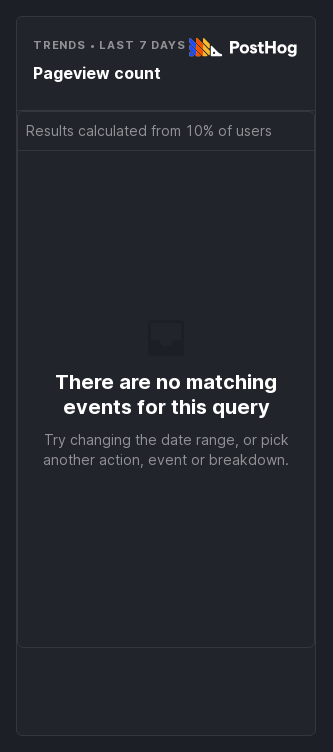 TRENDS • LAST 7 DAYS PostHog
Pageview count
Results calculated from 10% of users
There are no matching
events for this query
Try changing the date range, or pick
another action, event or breakdown.